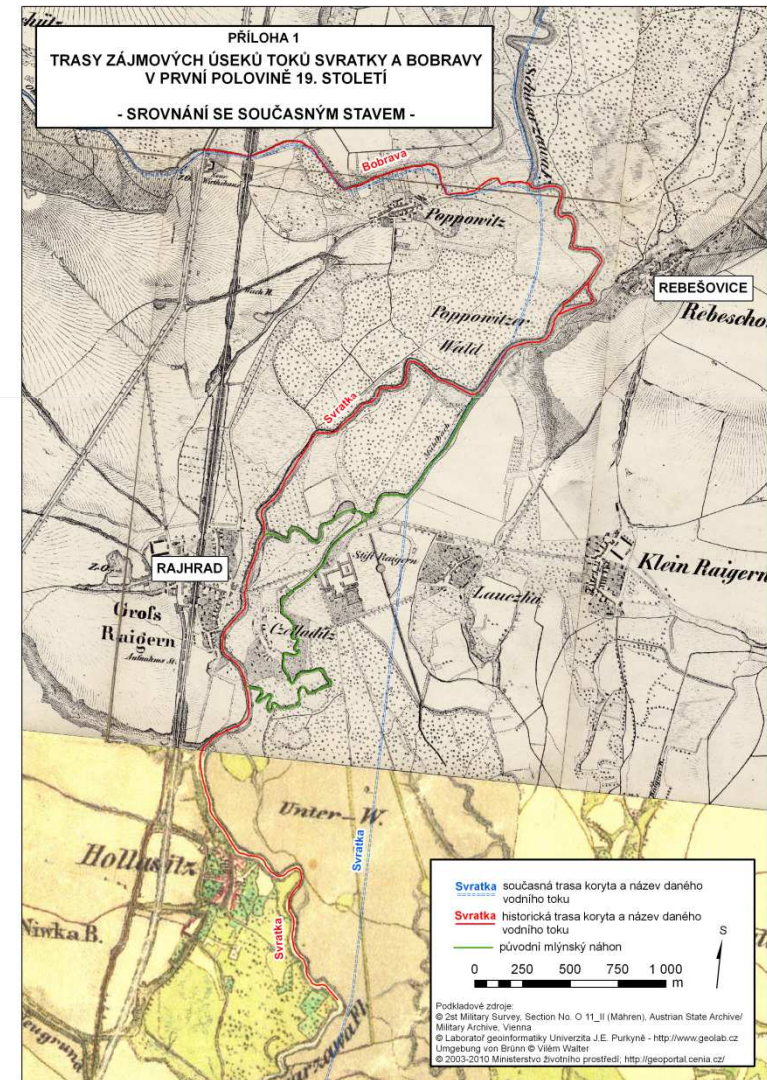 PŘÍLOHA 1
TRASY ZÁJMOVÝCH ÚSEKŮ TOKŮ SVRATKY A BOBRAVY
V PRVNÍ POLOVINĚ 19. STOLETÍ
- SROVNÁNÍ SE SOUČASNÝM STAVEM -
Bobrava
Poppowitz
REBEŠOVICE
Poppowitzer
Wald
Svratka
RAJHRAD
Z.O.
Stift Raigern
Klein Raigern
Lauczka
Grofs
Raigern
Aufnahms St.
Czelladitz
Unter-W.
Svratka
Hollasitz
Niwka B.
Svratka
Svratka současná trasa koryta a název daného
vodního toku
Svratka historická trasa koryta a název daného
vodního toku
původní mlýnský náhon
S
0 250 500 750 1 000
m
Podkladové zdroje:
© 2st Military Survey, Section No. O 11_II (Mähren), Austrian State Archive/
Military Archive, Vienna
© Laboratoř geoinformatiky Univerzita J.E. Purkyně - http://www.geolab.cz
Umgebung von Brünn © Vilém Walter
© 2003-2010 Ministerstvo životního prostředí; http://geoportal.cenia.cz/